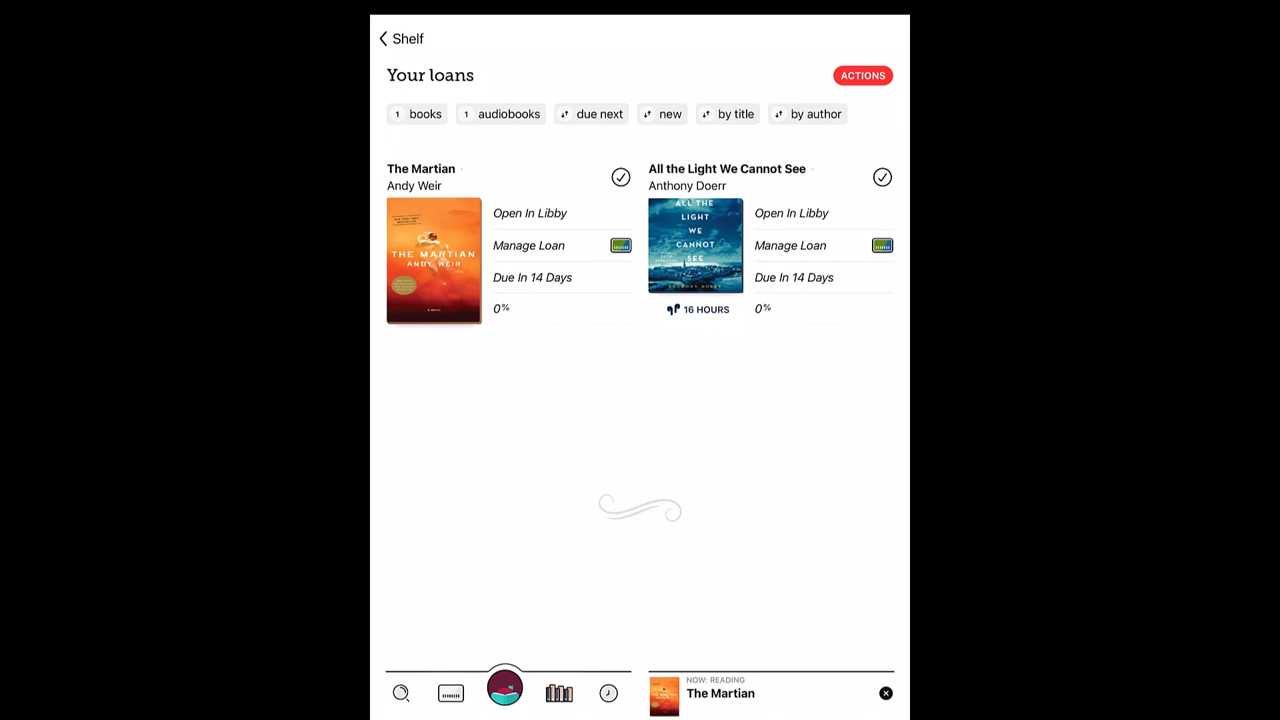 Shelf
Your loans
ACTIONS
1 books
1 audiobooks
due next
new
by title
by author
The Martian
Andy Weir
THE MARTIAN
ANDY WEIR
Open In Libby
Manage Loan
Due In 14 Days
0%
All the Light We Cannot See
Anthony Doerr
ALL THE
LIGHT
WE
CANNOT
SEE
ANTHONY DOERR
16 HOURS
Open In Libby
Manage Loan
Due In 14 Days
0%
NOW: READING
The Martian